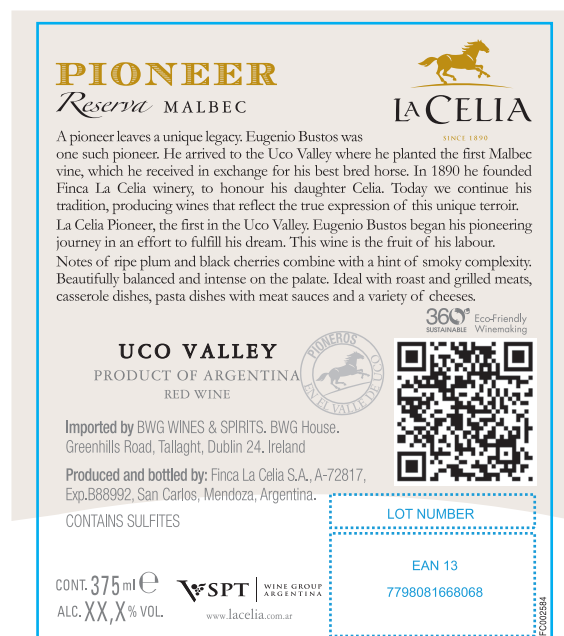 PIONEER
Reserva MALBEC
LA CELIA
SINCE 1890
A pioneer leaves a unique legacy. Eugenio Bustos was
one such pioneer. He arrived to the Uco Valley where he planted the first Malbec
vine, which he received in exchange for his best bred horse. In 1890 he founded
Finca La Celia winery, to honour his daughter Celia. Today we continue his
tradition, producing wines that reflect the true expression of this unique terroir.
La Celia Pioneer, the first in the Uco Valley. Eugenio Bustos began his pioneering
journey in an effort to fulfill his dream. This wine is the fruit of his labour.
Notes of ripe plum and black cherries combine with a hint of smoky complexity.
Beautifully balanced and intense on the palate. Ideal with roast and grilled meats,
casserole dishes, pasta dishes with meat sauces and a variety of cheeses.
360° SUSTAINABLE
Eco-Friendly
Winemaking
UCO VALLEY
PRODUCT OF ARGENTINA
RED WINE
PIONEROS
EN EL VALLE DE UCO
Imported by BWG WINES & SPIRITS. BWG House.
Greenhills Road, Tallaght, Dublin 24. Ireland
Produced and bottled by: Finca La Celia S.A., A-72817,
Exp.B88992, San Carlos, Mendoza, Argentina.
CONTAINS SULFITES
LOT NUMBER
EAN 13
7798081668068
CONT. 375 ml e
ALC. XX,X% VOL.
VSPT WINE GROUP
ARGENTINA
www.lacelia.com.ar
FC002584